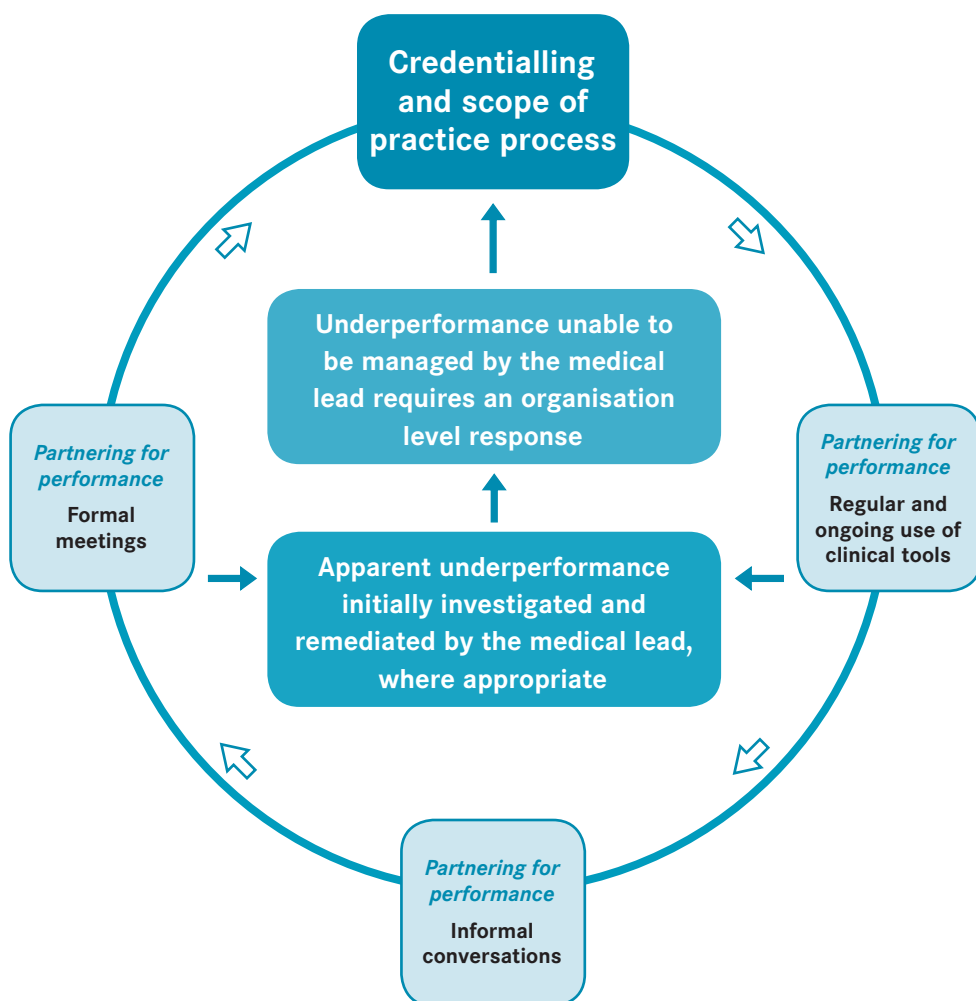 Credentialling
and scope of
practice process
Underperformance unable to
be managed by the medical
lead requires an organisation
level response
Partnering for
performance
Formal
meetings
Partnering for
performance
Regular and
ongoing use of
clinical tools
Apparent underperformance
initially investigated and
remediated by the medical lead,
where appropriate
Partnering for
performance
Informal
conversations